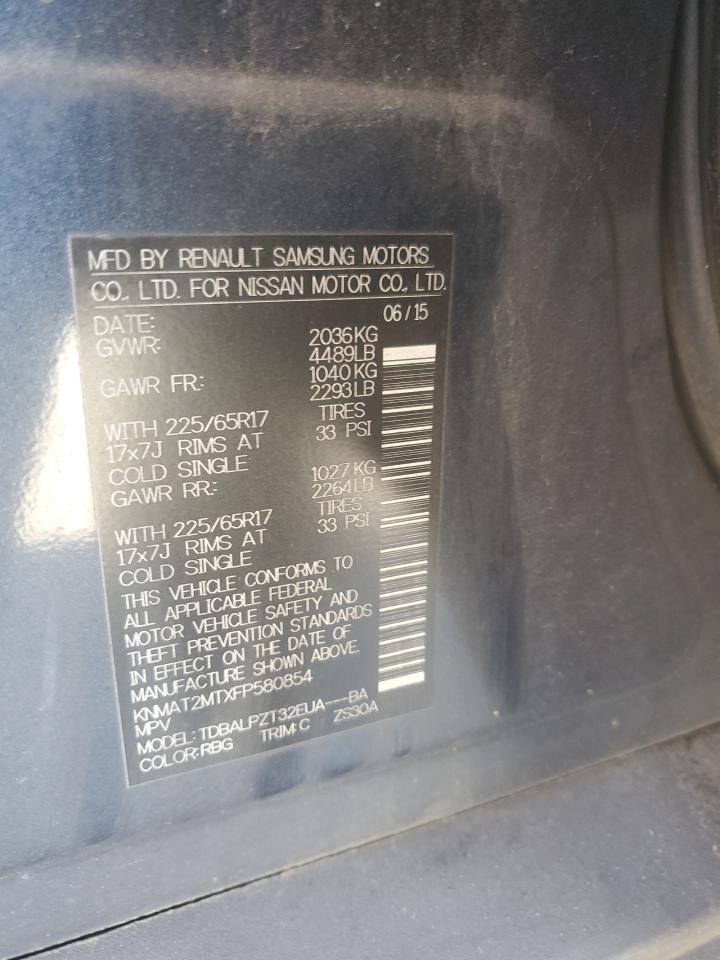 MFD BY RENAULT SAMSUNG MOTORS
CO., LTD. FOR NISSAN MOTOR CO., LTD.
DATE: 06/15
GVWR: 2036KG
4489LB
GAWR FR.: 1040KG
2293LB
WITH 225/65R17 TIRES
17x7J RIMS AT 33 PSI
COLD SINGLE
GAWR RR.: 1027KG
2264LB
WITH 225/65R17 TIRES
17x7J RIMS AT 33 PSI
COLD SINGLE
THIS VEHICLE CONFORMS TO
ALL APPLICABLE FEDERAL
MOTOR VEHICLE SAFETY AND
THEFT PREVENTION STANDARDS
IN EFFECT ON THE DATE OF
MANUFACTURE SHOWN ABOVE.
KNMAT2MTXFP580854
MPV
MODEL: TDBALPZT32EUA---BA
COLOR: RBG TRIM: C ZS30A